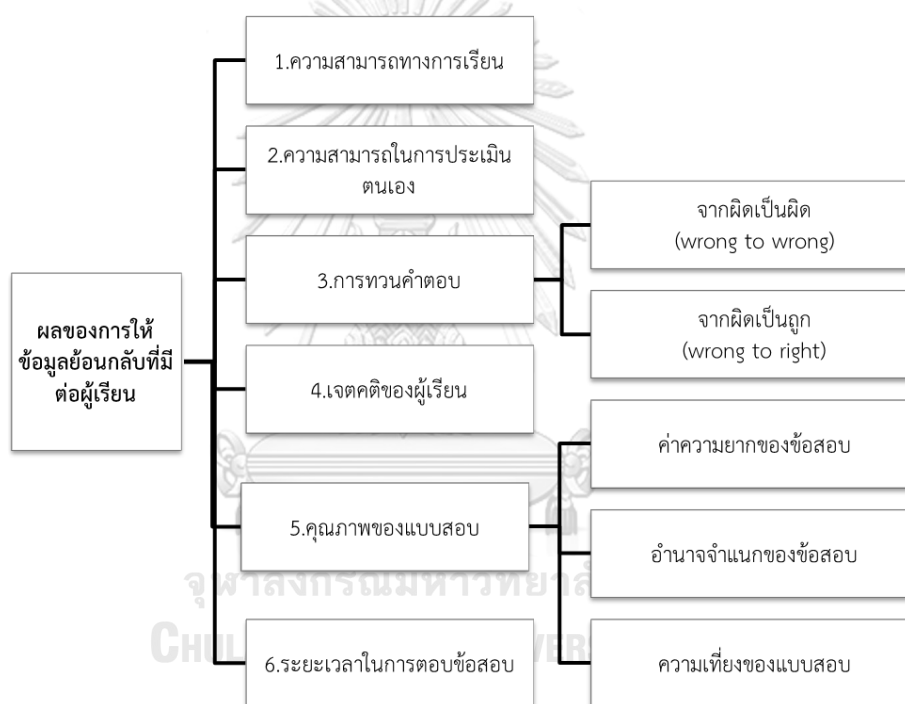 ผลของการให้
ข้อมูลย้อนกลับที่มี
ต่อผู้เรียน
1.ความสามารถทางการเรียน
2.ความสามารถในการประเมิน
ตนเอง
3.การทวนคำตอบ
จากผิดเป็นผิด
(wrong to wrong)
จากผิดเป็นถูก
(wrong to right)
4.เจตคติของผู้เรียน
5.คุณภาพของแบบสอบ
ค่าความยากของข้อสอบ
อำนาจจำแนกของข้อสอบ
ความเที่ยงของแบบสอบ
6.ระยะเวลาในการตอบข้อสอบ